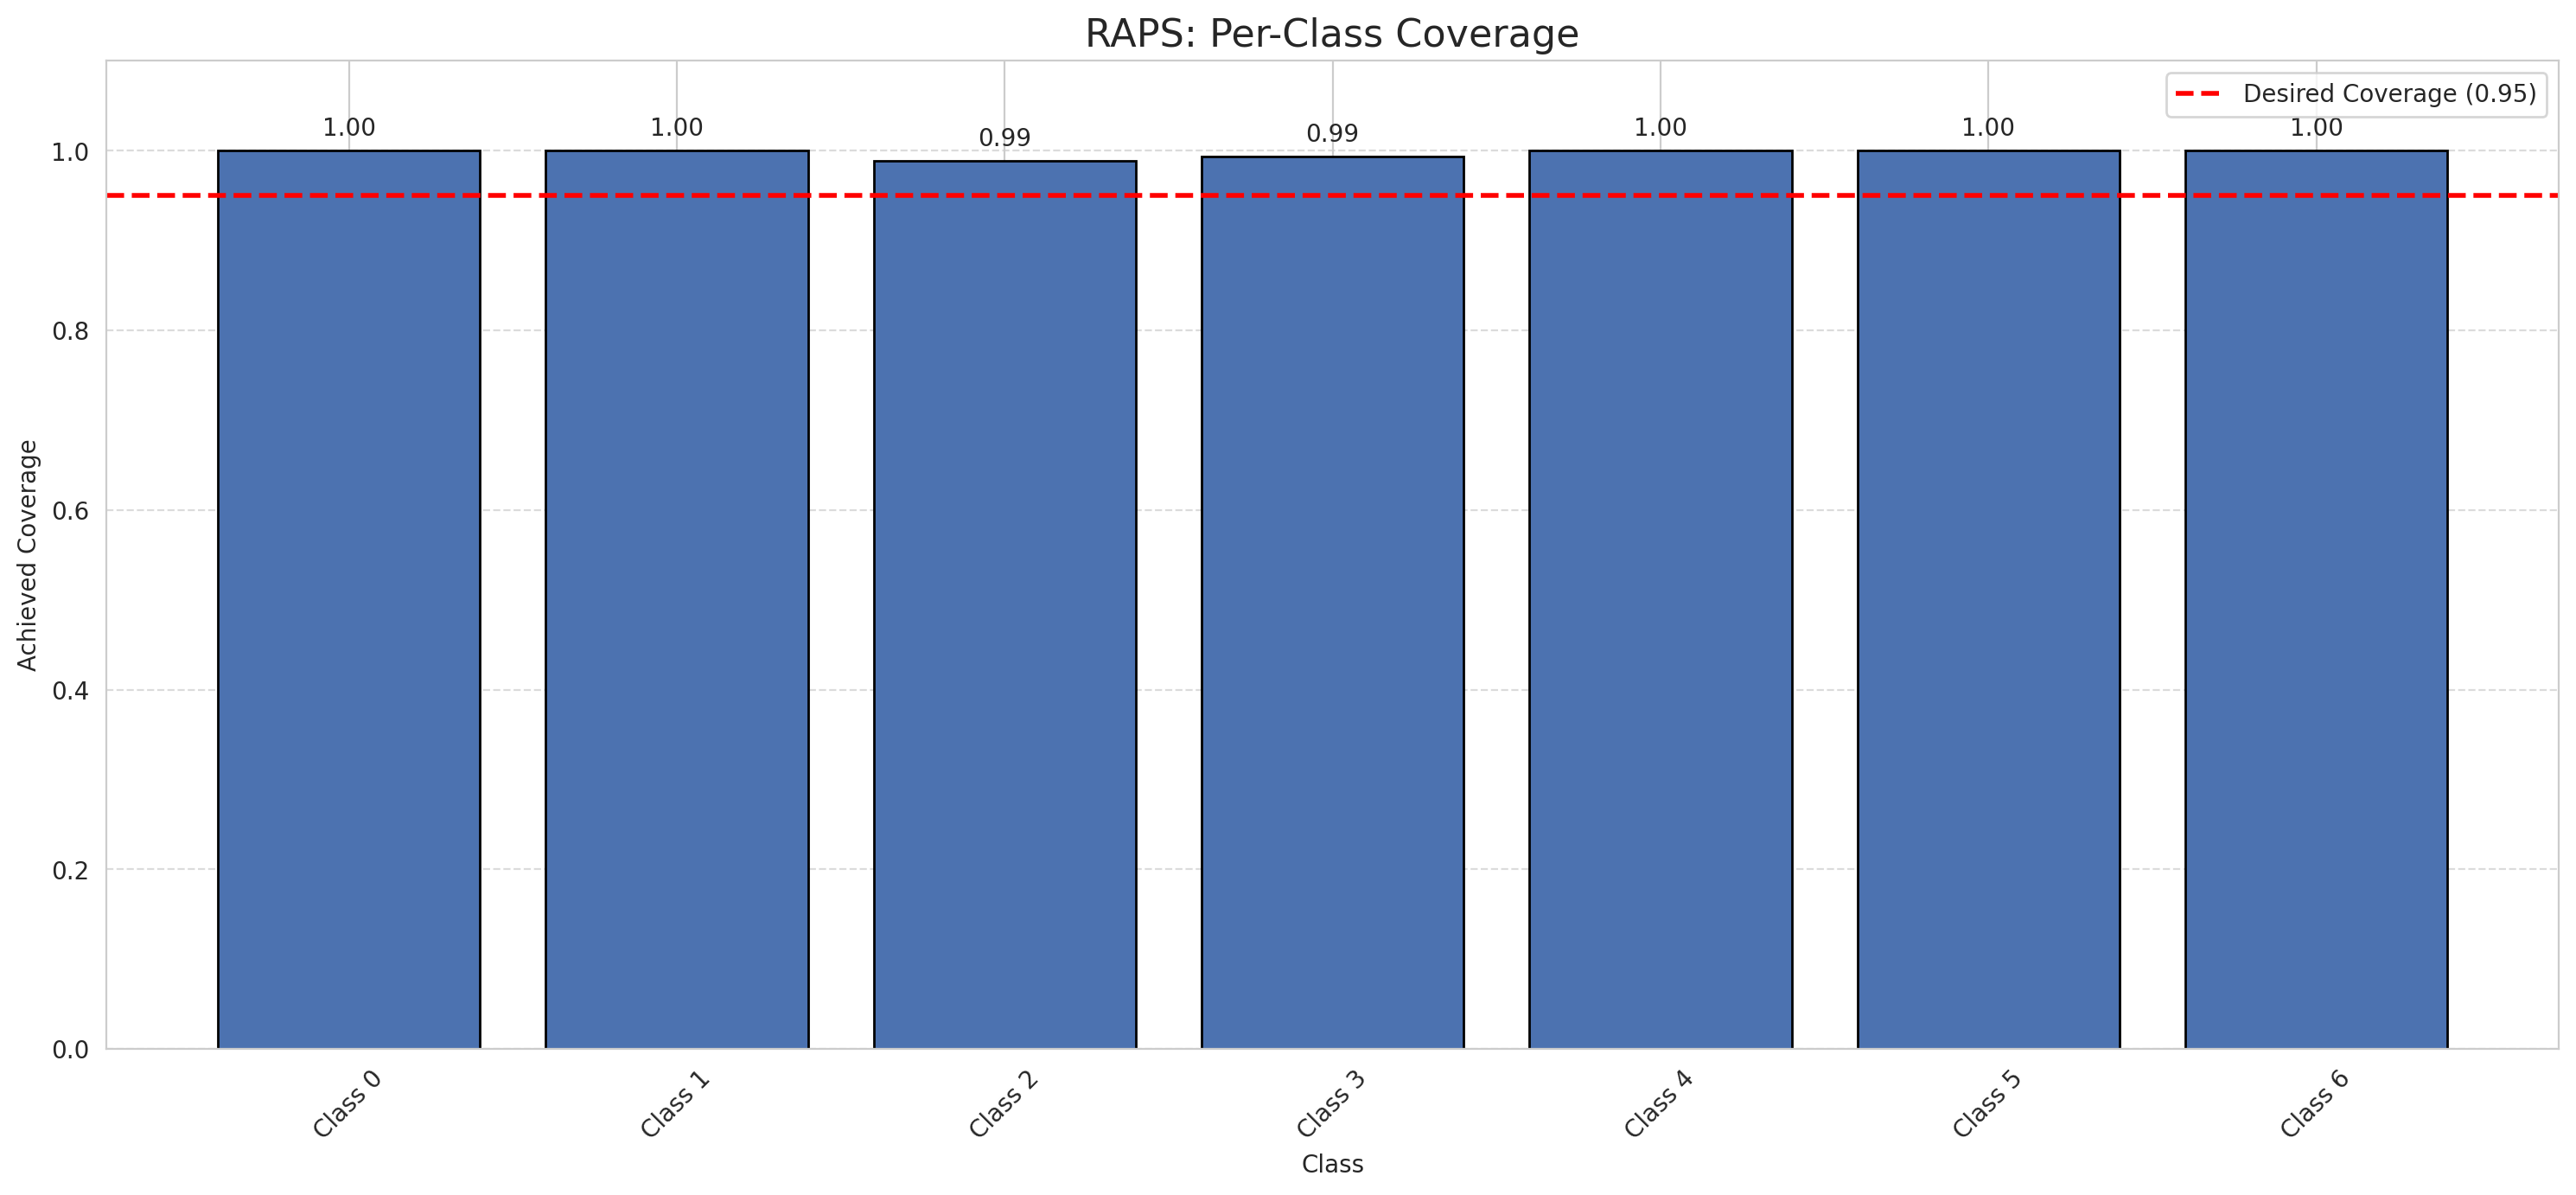 RAPS: Per-Class Coverage
Desired Coverage (0.95)
1.00
1.00
0.99
0.99
1.00
1.00
1.00
1.0
0.8
0.6
0.4
0.2
0.0
Achieved Coverage
Class 0
Class 1
Class 2
Class 3
Class 4
Class 5
Class 6
Class